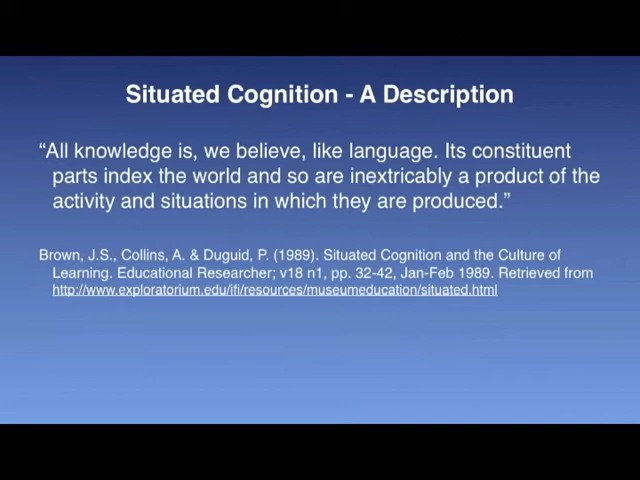 Situated Cognition - A Description
“All knowledge is, we believe, like language. Its constituent
parts index the world and so are inextricably a product of the
activity and situations in which they are produced.”
Brown, J.S., Collins, A. & Duguid, P. (1989). Situated Cognition and the Culture of
Learning. Educational Researcher; v18 n1, pp. 32-42, Jan-Feb 1989. Retrieved from
http://www.exploratorium.edu/ifi/resources/museumeducation/situated.html